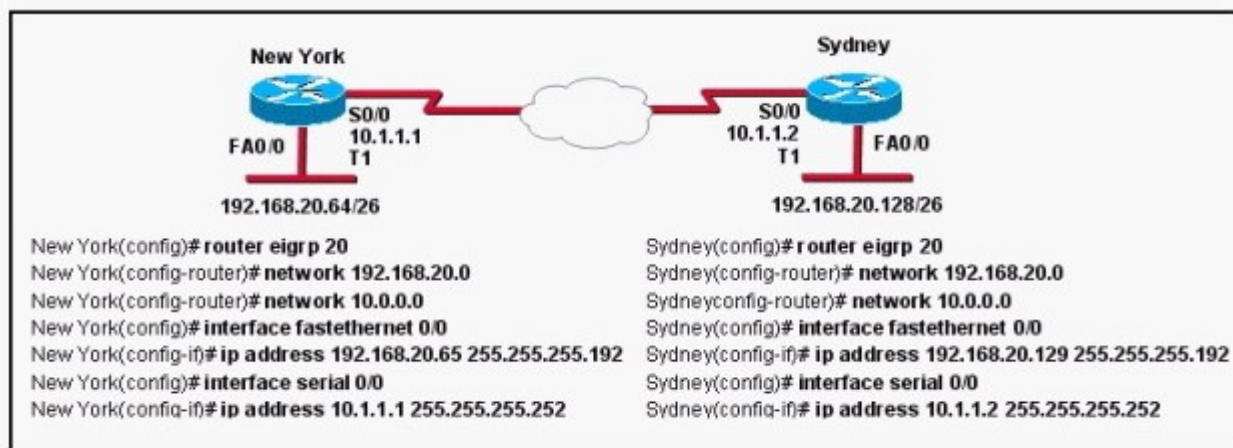 New York
Sydney
S0/0
10.1.1.1
T1
FA0/0
192.168.20.64/26
S0/0
10.1.1.2
T1
FA0/0
192.168.20.128/26
New York(config)# router eigrp 20
New York(config-router)# network 192.168.20.0
New York(config-router)# network 10.0.0.0
New York(config)# interface fastethernet 0/0
New York(config-if)# ip address 192.168.20.65 255.255.255.192
New York(config)# interface serial 0/0
New York(config-if)# ip address 10.1.1.1 255.255.255.252
Sydney(config)# router eigrp 20
Sydney(config-router)# network 192.168.20.0
Sydneyconfig-router)# network 10.0.0.0
Sydney(config)# interface fastethernet 0/0
Sydney(config-if)# ip address 192.168.20.129 255.255.255.192
Sydney(config)# interface serial 0/0
Sydney(config-if)# ip address 10.1.1.2 255.255.255.252